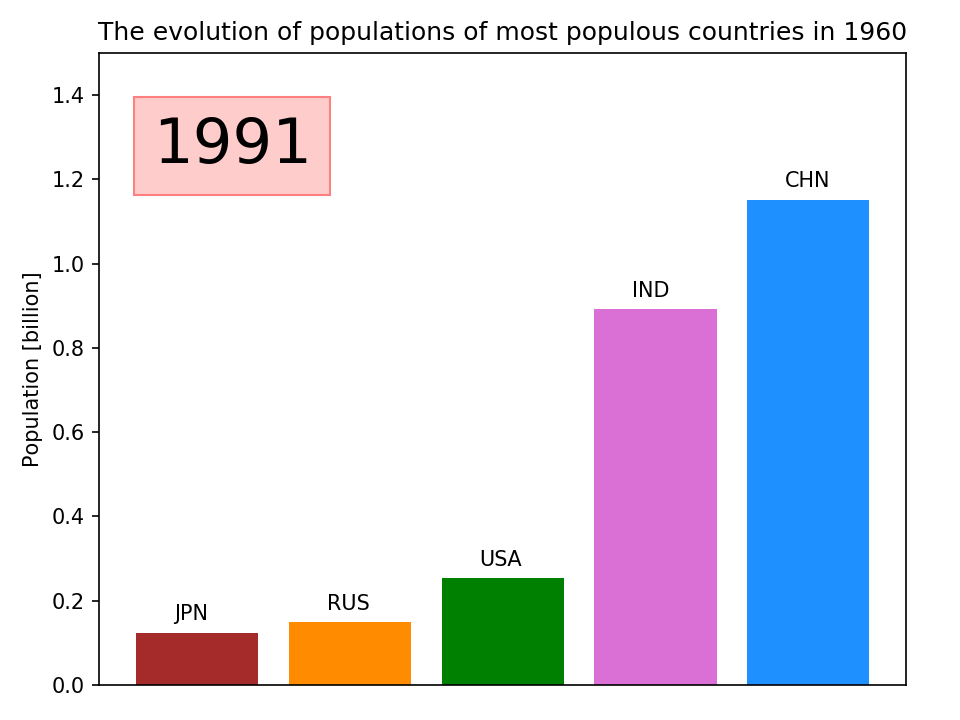 The evolution of populations of most populous countries in 1960
1.4
1991
1.2
CHN
1.0
IND
Population [billion]
0.8
0.6
0.4
USA
0.2
JPN
RUS
0.0